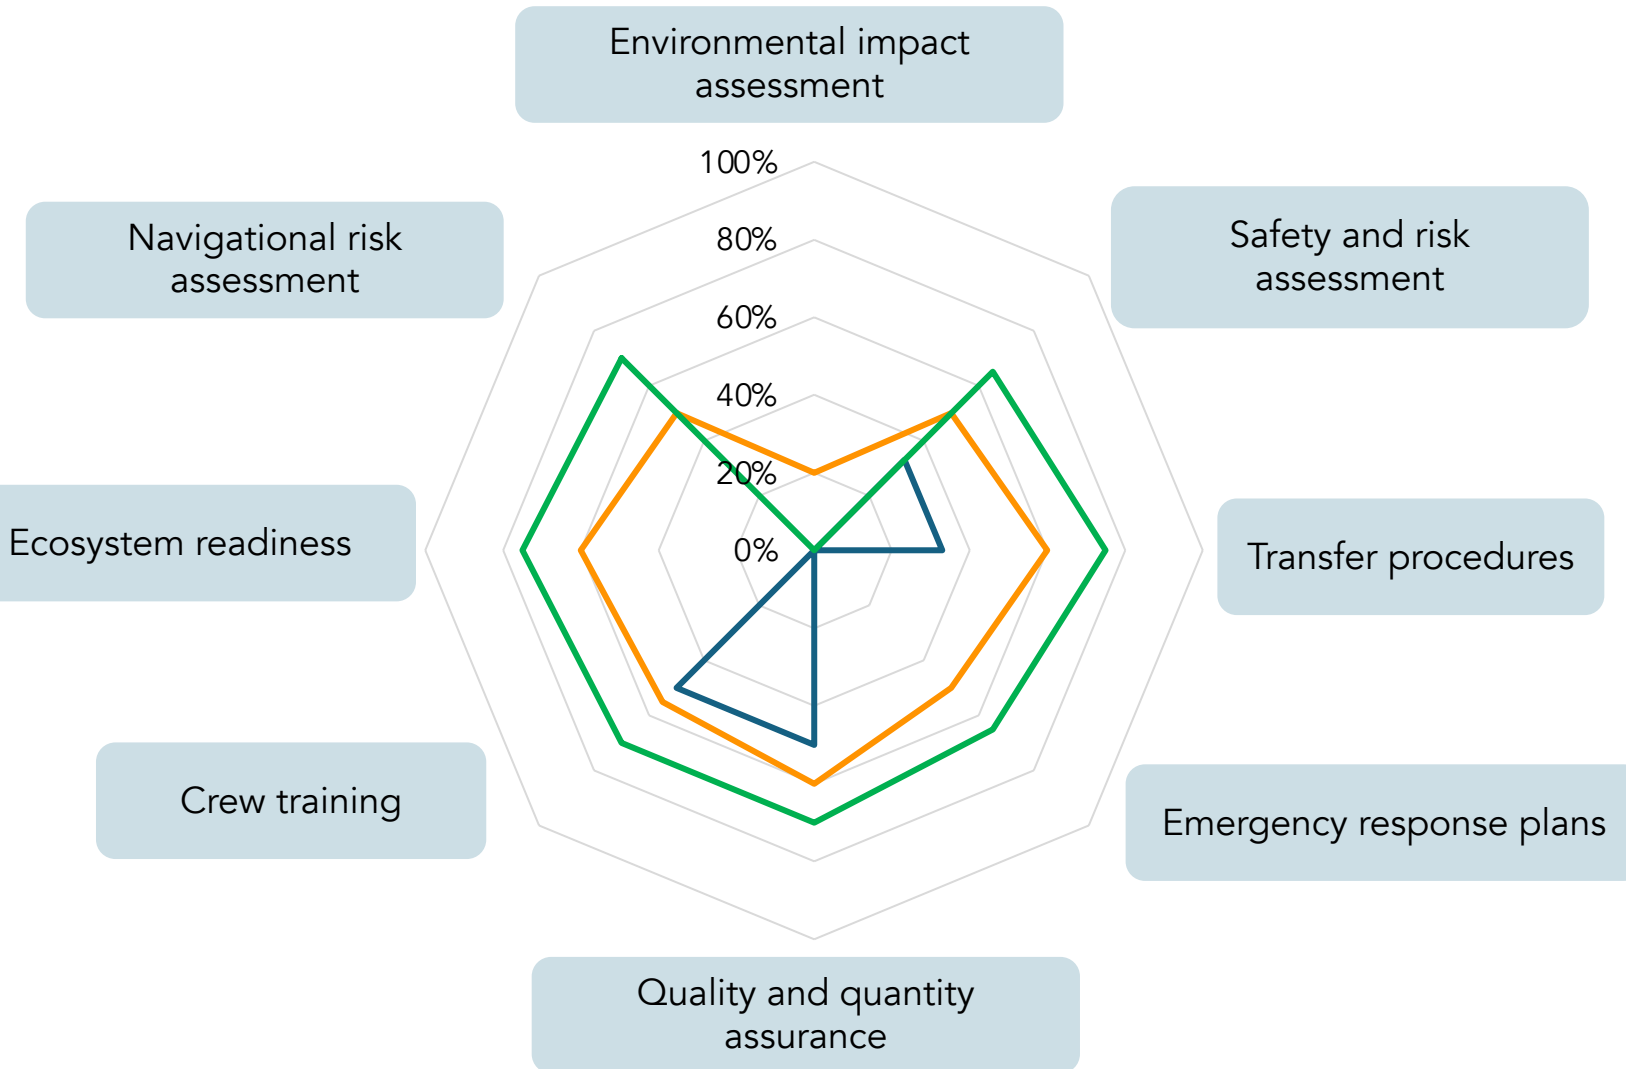 Environmental impact
assessment
Navigational risk
assessment
Safety and risk
assessment
100%
80%
60%
40%
20%
0%
Ecosystem readiness
Transfer procedures
Crew training
Emergency response plans
Quality and quantity
assurance